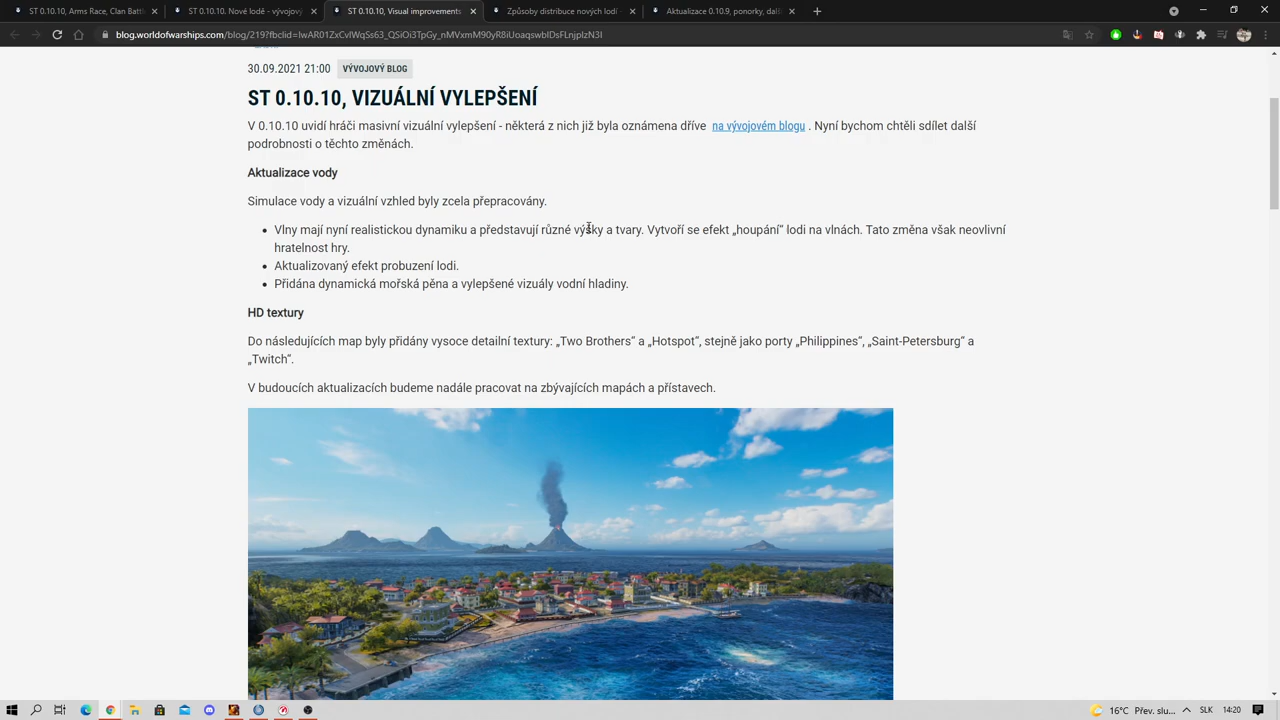 ST 0.10.10, Arms Race, Clan Batt
ST 0.10.10, Nové vývojov
ST 0.10.10, Vizuální vylepšení
Způsoby distribuce nových lodí
Aktualizace 0.9, ponorky, dalš
blog.worldofwarships.com/blog/219?fbclid=IwAR01ZxCvIWqSs63_QSiOi3TpGy_nMVxmM90yR8iUoaqswbIDsFLnjplzN3I
30.09.2021 21:00 VÝVOJOVÝ BLOG
ST 0.10.10, VIZUÁLNÍ VYLEPŠENÍ
V 0.10.10 uvidí hráči masivní vizuální vylepšení - některá z nich již byla oznámena dříve na vývojovém blogu . Nyní bychom chtěli sdílet další
podrobnosti o těchto změnách.
Aktualizace vody
Simulace vody a vizuální vzhled byly zcela přepracovány.
Vlny mají nyní realistickou dynamiku a představují různé výšky a tvary. Vytvoří se efekt „houpání“ lodi na vlnách. Tato změna však neovlivní
hratelnost hry.
Aktualizovaný efekt probuzení lodi.
Přidána dynamická mořská pěna a vylepšené vizuály vodní hladiny.
HD textury
Do následujících map byly přidány vysoce detailní textury: „Two Brothers“ a „Hotspot“, stejně jako porty „Philippines“, „Saint-Petersburg“ a
„Twitch“.
V budoucích aktualizacích budeme nadále pracovat na zbývajících mapách a přístavech.
16°C Přev. slu... SLK 14:20